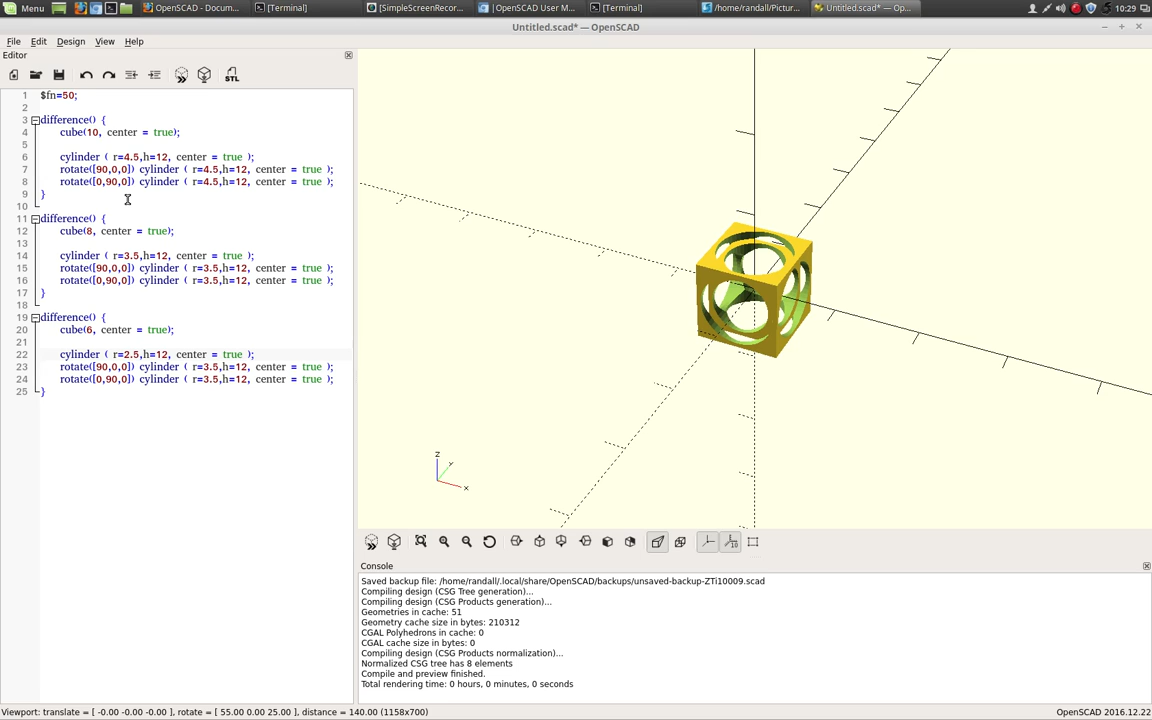 Menu
OpenSCAD - Docum...
[Terminal]
[SimpleScreenRecor...
|OpenSCAD User M...
[Terminal]
/home/randall/Pictur...
Untitled.scad* — Op...
10:29
Untitled.scad* — OpenSCAD
File Edit Design View Help
Editor
STL
1 $fn=50;
2
3 difference() {
4 cube(10, center = true);
5
6 cylinder ( r=4.5,h=12, center = true );
7 rotate([90,0,0]) cylinder ( r=4.5,h=12, center = true );
8 rotate([0,90,0]) cylinder ( r=4.5,h=12, center = true );
9 }
10
11 difference() {
12 cube(8, center = true);
13
14 cylinder ( r=3.5,h=12, center = true );
15 rotate([90,0,0]) cylinder ( r=3.5,h=12, center = true );
16 rotate([0,90,0]) cylinder ( r=3.5,h=12, center = true );
17 }
18
19 difference() {
20 cube(6, center = true);
21
22 cylinder ( r=2.5,h=12, center = true );
23 rotate([90,0,0]) cylinder ( r=3.5,h=12, center = true );
24 rotate([0,90,0]) cylinder ( r=3.5,h=12, center = true );
25 }
z
y
x
10
Console
Saved backup file: /home/randall/.local/share/OpenSCAD/backups/unsaved-backup-ZTi10009.scad
Compiling design (CSG Tree generation)...
Compiling design (CSG Products generation)...
Geometries in cache: 51
Geometry cache size in bytes: 210312
CGAL Polyhedrons in cache: 0
CGAL cache size in bytes: 0
Compiling design (CSG Products normalization)...
Normalized CSG tree has 8 elements
Compile and preview finished.
Total rendering time: 0 hours, 0 minutes, 0 seconds
Viewport: translate = [ -0.00 -0.00 -0.00 ], rotate = [ 55.00 0.00 25.00 ], distance = 140.00 (1158x700)
OpenSCAD 2016.12.22